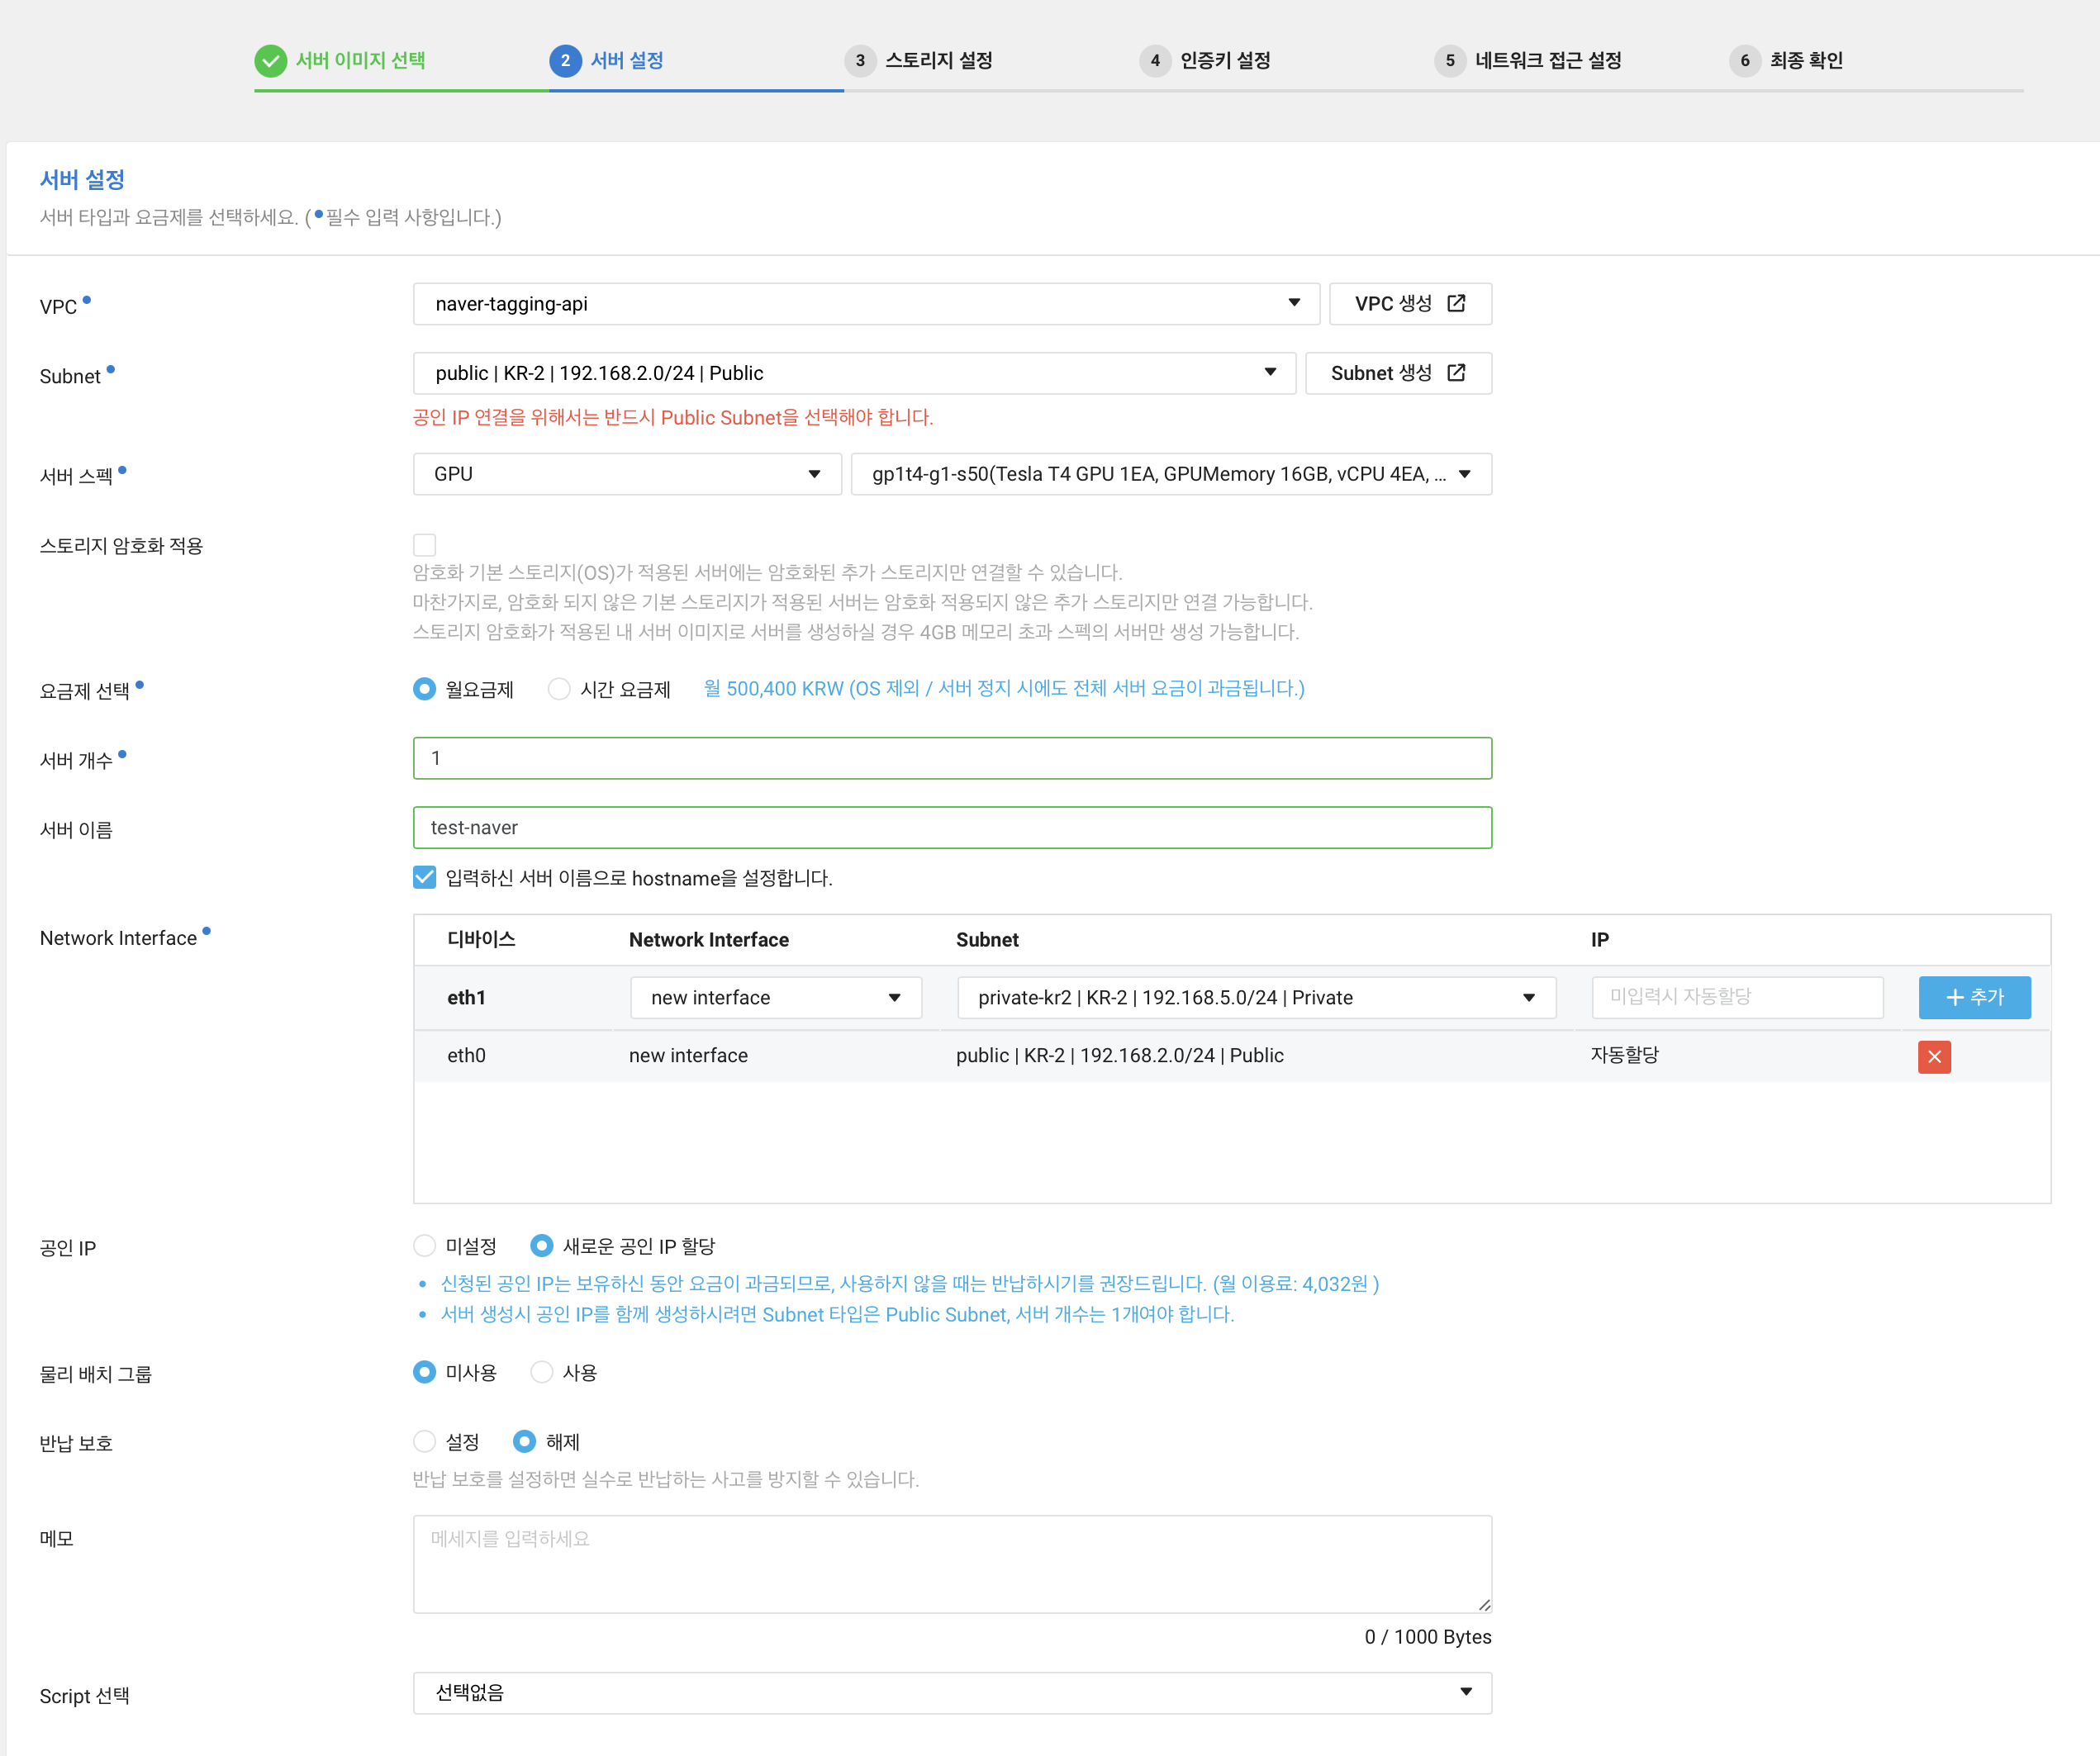 서버 이미지 선택
2 서버 설정
3 스토리지 설정
4 인증키 설정
5 네트워크 접근 설정
6 최종 확인
서버 설정
서버 타입과 요금제를 선택하세요. (•필수 입력 사항입니다.)
VPC •
naver-tagging-api
VPC 생성
Subnet •
public | KR-2 | 192.168.2.0/24 | Public
Subnet 생성
공인 IP 연결을 위해서는 반드시 Public Subnet을 선택해야 합니다.
서버 스펙 •
GPU
gp1t4-g1-s50(Tesla T4 GPU 1EA, GPUMemory 16GB, vCPU 4EA, ...
스토리지 암호화 적용
암호화 기본 스토리지(OS)가 적용된 서버에는 암호화된 추가 스토리지만 연결할 수 있습니다.
마찬가지로, 암호화 되지 않은 기본 스토리지가 적용된 서버는 암호화 적용되지 않은 추가 스토리지만 연결 가능합니다.
스토리지 암호화가 적용된 내 서버 이미지로 서버를 생성하실 경우 4GB 메모리 초과 스펙의 서버만 생성 가능합니다.
요금제 선택 •
월요금제
시간 요금제
월 500,400 KRW (OS 제외 / 서버 정지 시에도 전체 서버 요금이 과금됩니다.)
서버 개수 •
1
서버 이름
test-naver
입력하신 서버 이름으로 hostname을 설정합니다.
Network Interface •
디바이스 Network Interface Subnet IP
eth1 new interface private-kr2 | KR-2 | 192.168.5.0/24 | Private 미입력시 자동할당 + 추가
eth0 new interface public | KR-2 | 192.168.2.0/24 | Public 자동할당
공인 IP
미설정
새로운 공인 IP 할당
• 신청된 공인 IP는 보유하신 동안 요금이 과금되므로, 사용하지 않을 때는 반납하시기를 권장드립니다. (월 이용료: 4,032원 )
• 서버 생성시 공인 IP를 함께 생성하시려면 Subnet 타입은 Public Subnet, 서버 개수는 1개여야 합니다.
물리 배치 그룹
미사용
사용
반납 보호
설정
해제
반납 보호를 설정하면 실수로 반납하는 사고를 방지할 수 있습니다.
메모
메세지를 입력하세요
0 / 1000 Bytes
Script 선택
선택없음